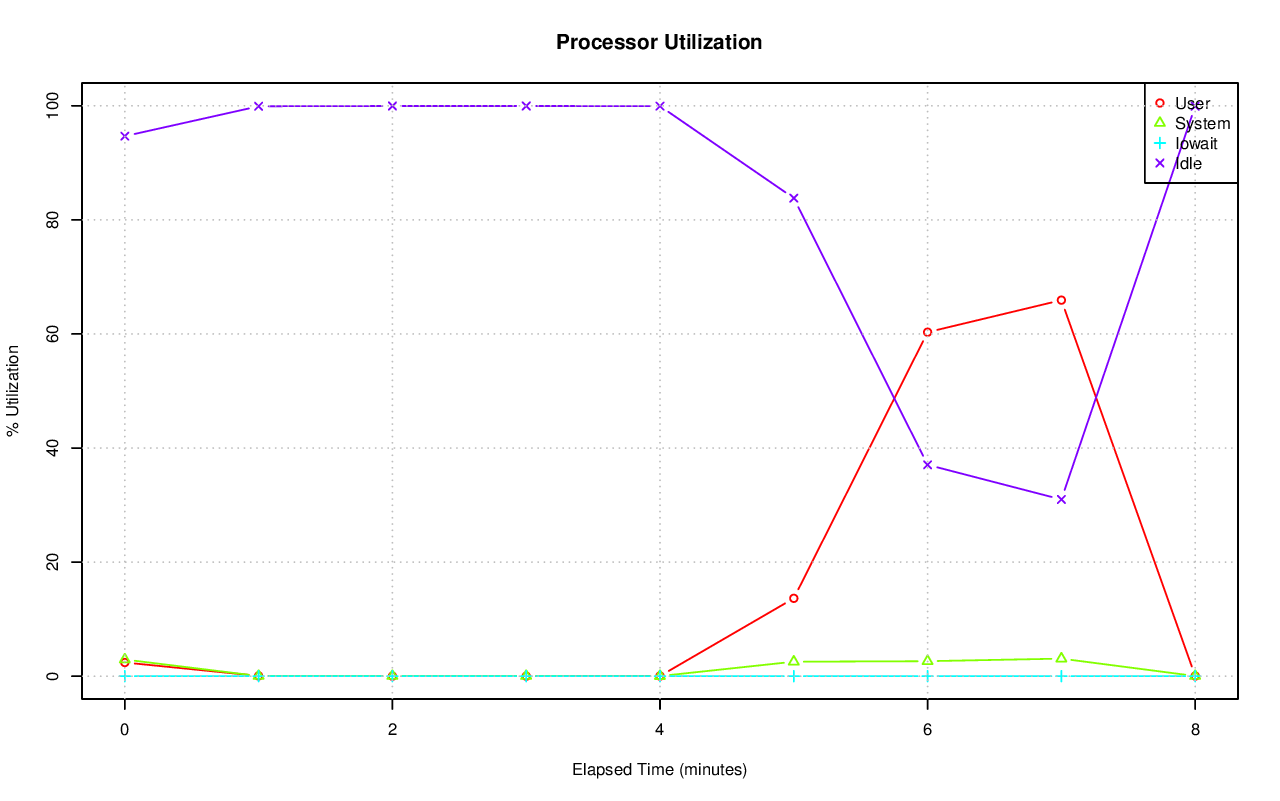 Processor Utilization
% Utilization
100
80
60
40
20
0
User
System
Iowait
Idle
0 2 4 6 8
Elapsed Time (minutes)